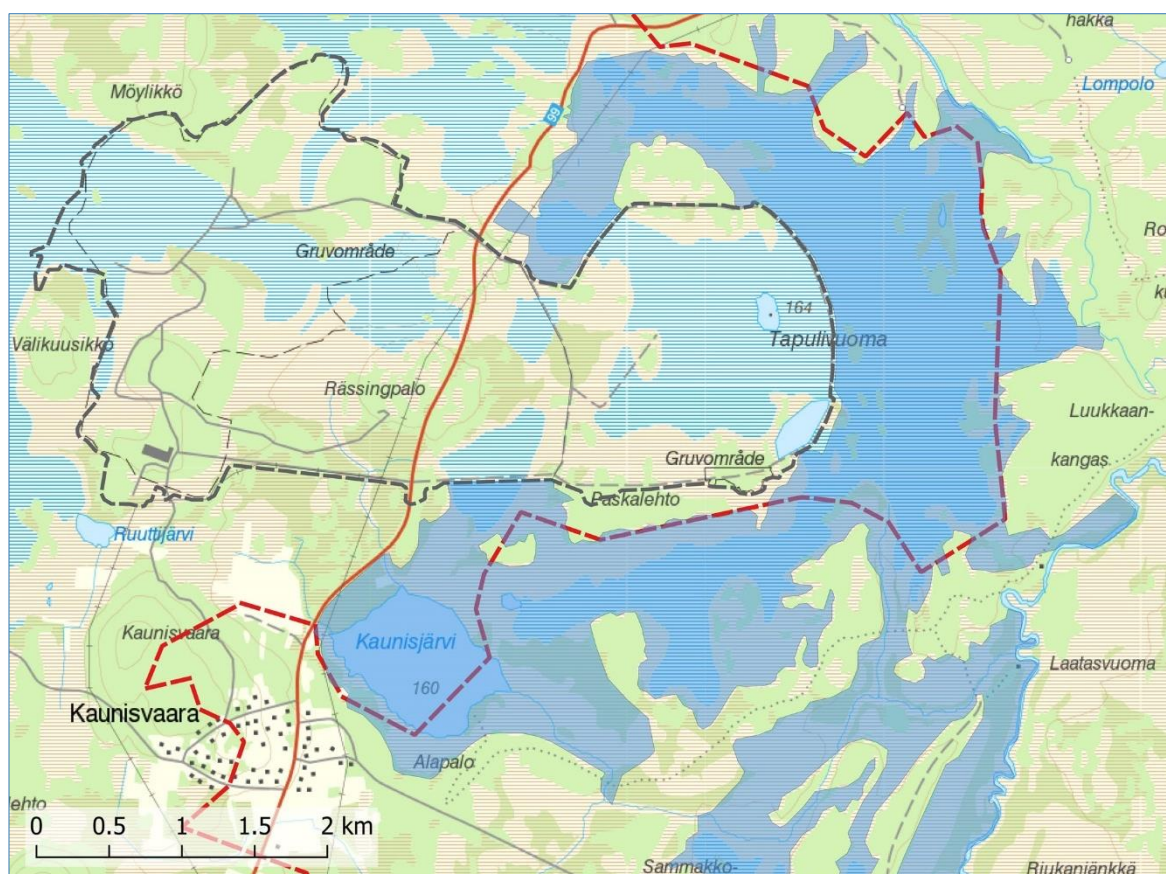 hakka
Lompolo
Möylikkö
99
Gruvområde
Ro
ku
164
Tapulivuoma
Välikuusikko
Rässingpalo
Luukkaan-
kangas
Gruvområde
Paskalehto
Ruuttijärvi
Kaunisvaara
Kaunisjärvi
160
Laatasvuoma
Kaunisvaara
Alapalo
lehto
0 0.5 1 1.5 2 km
Sammakko-
Riukanjänkkä